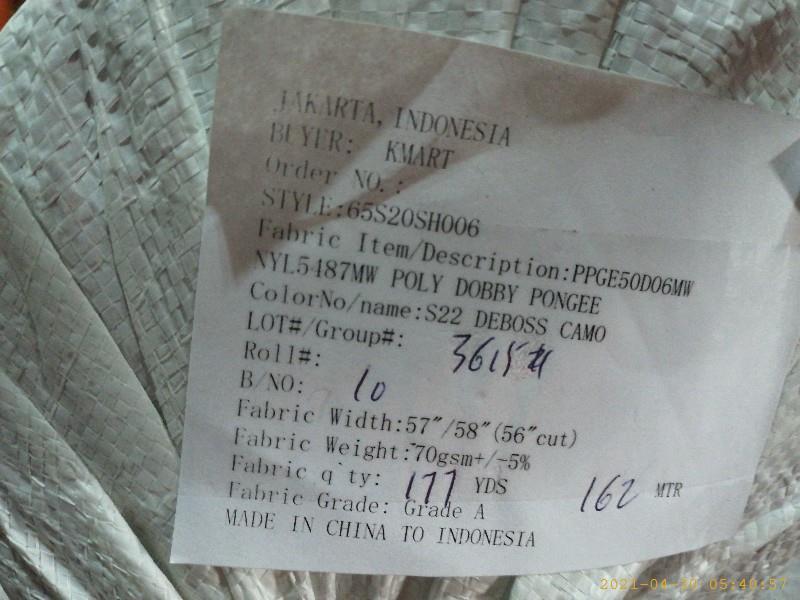 JAKARTA, INDONESIA
BUYER: KMART
Order NO.:
STYLE:65S20SH006
Fabric Item/Description:PPGE50D06MW
NYL5487MW POLY DOBBY PONGEE
ColorNo/name:S22 DEBOSS CAMO
LOT#/Group#: 3615#
Roll#:
B/NO: 10
Fabric Width:57"/58"(56"cut)
Fabric Weight:70gsm+/-5%
Fabric q`ty: 177 YDS 162 MTR
Fabric Grade: Grade A
MADE IN CHINA TO INDONESIA
2021-04-30 05:40:57